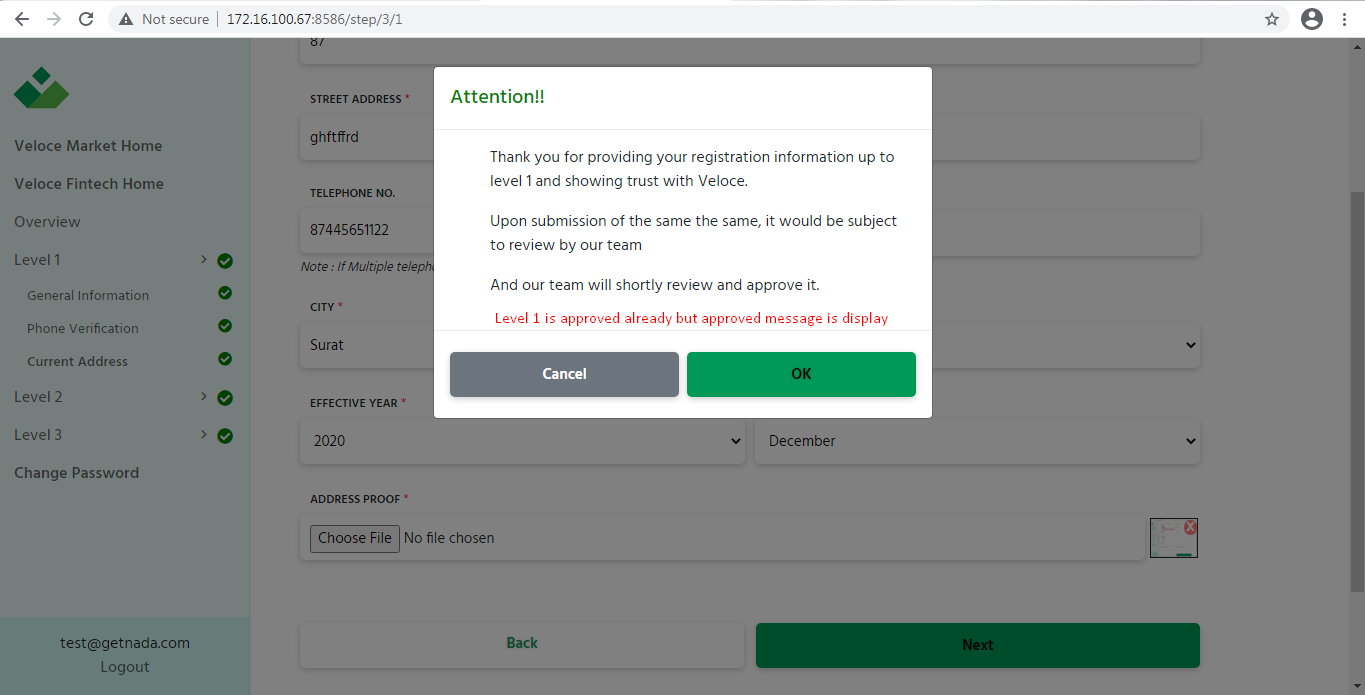 Not secure
172.16.100.67:8586/step/3/1
Veloce Market Home
Veloce Fintech Home
Overview
Level 1
General Information
Phone Verification
Current Address
Level 2
Level 3
Change Password
test@getnada.com
Logout
87
STREET ADDRESS *
ghftffrd
TELEPHONE NO.
87445651122
Note : If Multiple teleph
CITY *
Surat
EFFECTIVE YEAR *
2020
December
ADDRESS PROOF *
Choose File No file chosen
Back
Next
Attention!!
Thank you for providing your registration information up to
level 1 and showing trust with Veloce.
Upon submission of the same the same, it would be subject
to review by our team
And our team will shortly review and approve it.
Level 1 is approved already but approved message is display
Cancel
OK